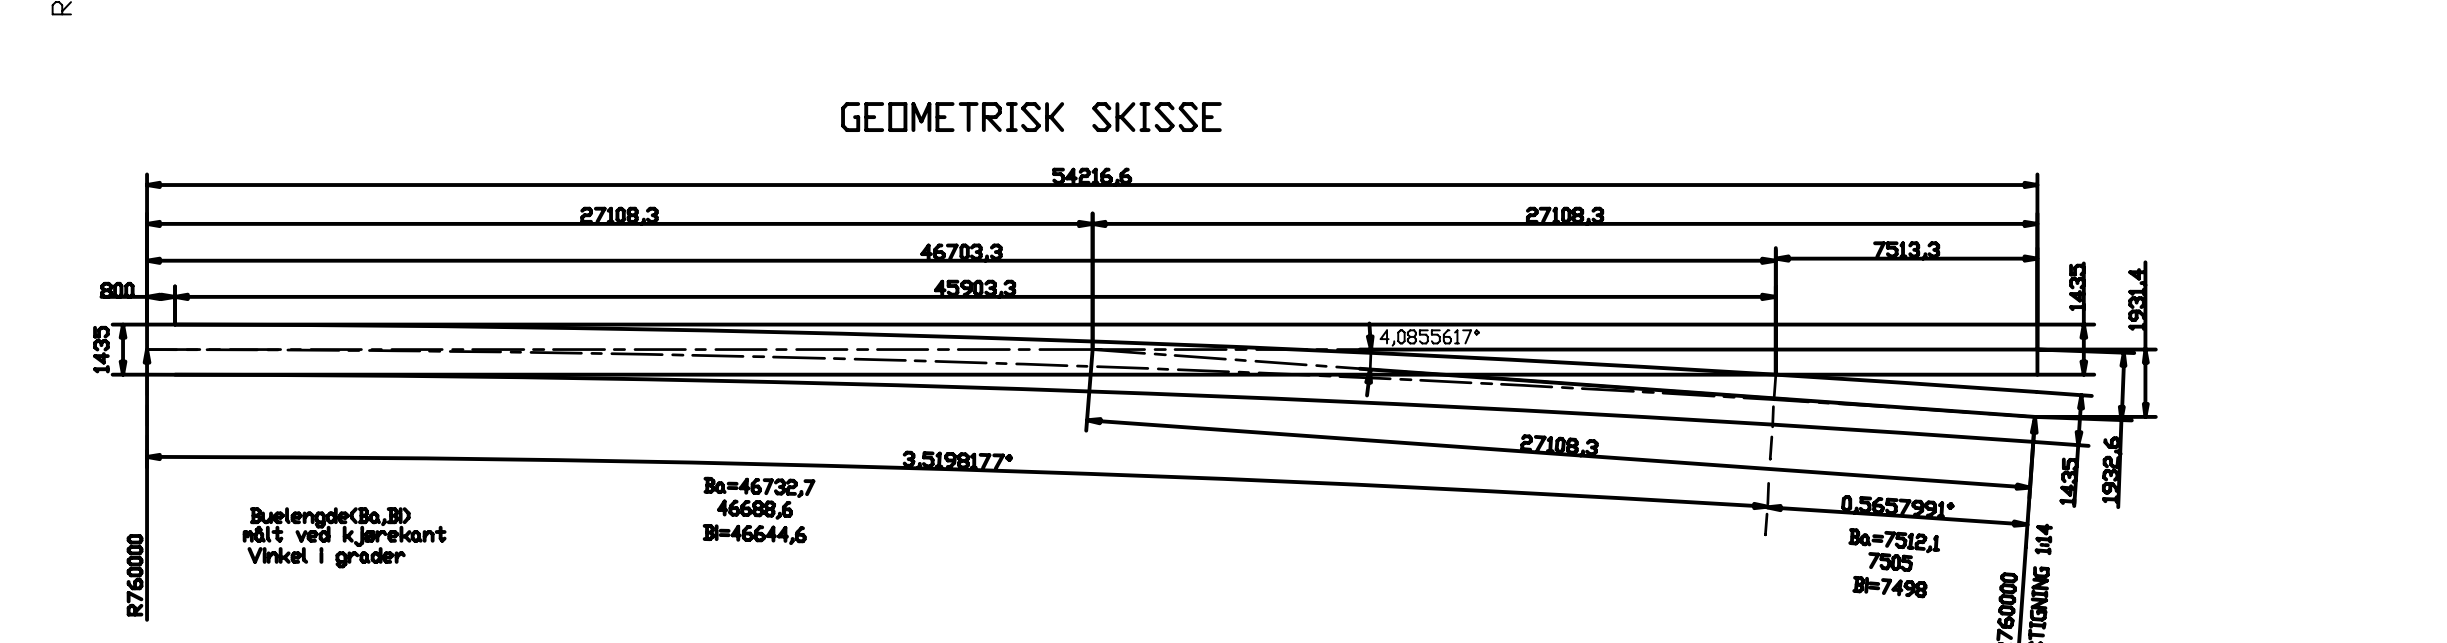 R
GEOMETRISK SKISSE
54216,6
27108,3
27108,3
46703,3
7513,3
800
45903,3
1435
1931,4
1435
4,0855617°
27108,3
3,5198177°
1435
1932,6
Ba=46732,7
46688,6
Bi=46644,6
0,5657991°
Buelengde(Ba,Bi)
målt ved kjørekant
Vinkel i grader
Ba=7512,1
7505
Bi=7498
R760000
760000
TIGNING 1:14